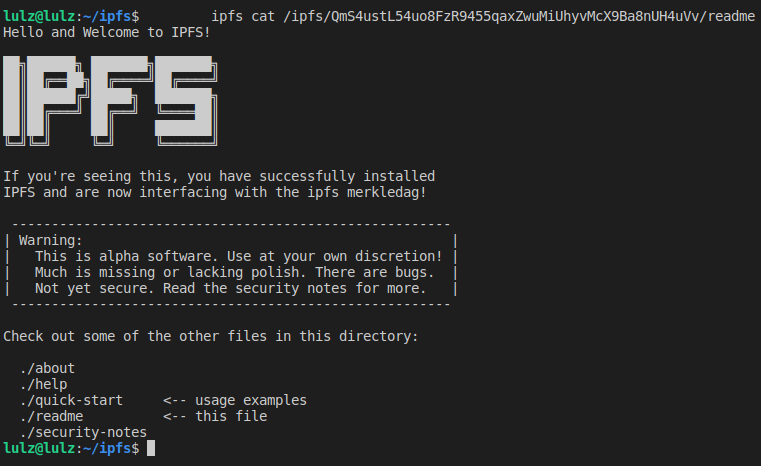 lulz@lulz:~/ipfs$         ipfs cat /ipfs/QmS4ustL54uo8FzR9455qaxZwuMiUhyvMcX9Ba8nUH4uVv/readme
Hello and Welcome to IPFS!
IPFS
If you're seeing this, you have successfully installed
IPFS and are now interfacing with the ipfs merkledag!
 -------------------------------------------------------
| Warning:                                              |
|   This is alpha software. Use at your own discretion! |
|   Much is missing or lacking polish. There are bugs.  |
|   Not yet secure. Read the security notes for more.   |
 -------------------------------------------------------
Check out some of the other files in this directory:
  ./about
  ./help
  ./quick-start     <-- usage examples
  ./readme          <-- this file
  ./security-notes
lulz@lulz:~/ipfs$